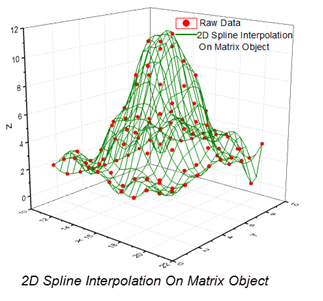 Raw Data
2D Spline Interpolation
On Matrix Object
12
10
8
6
4
2
0
Z
2D Spline Interpolation On Matrix Object